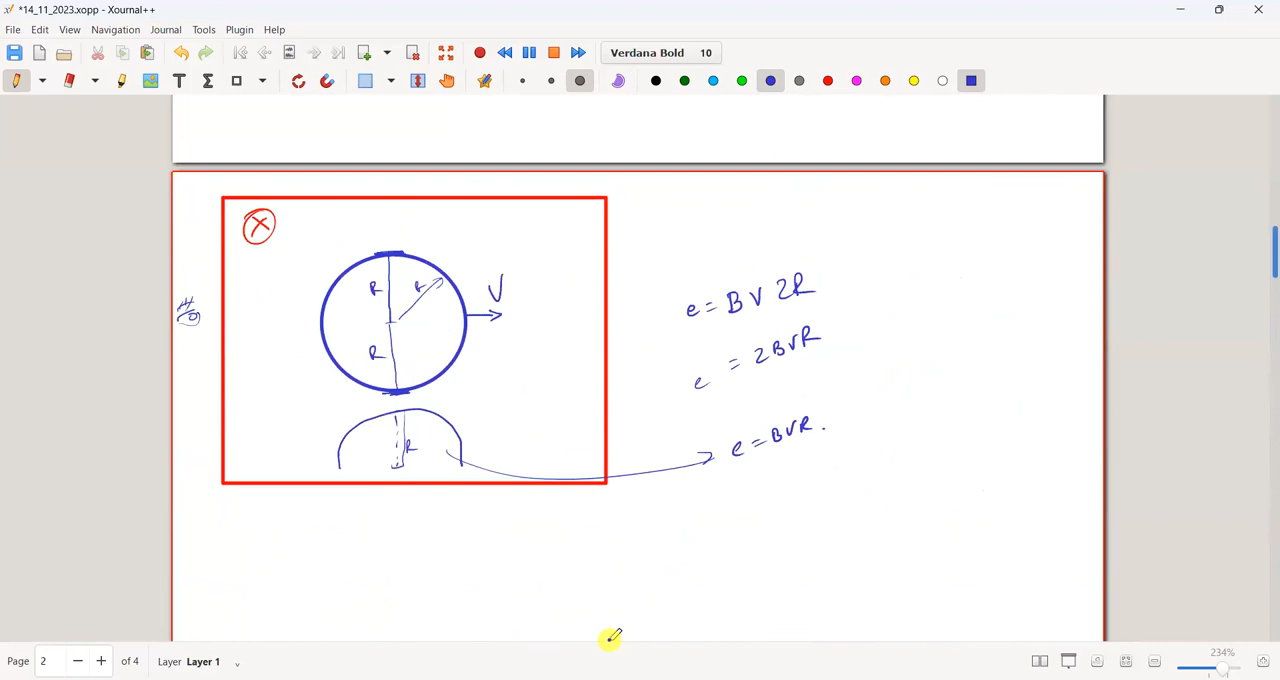 *14_11_2023.xopp - Xournal++
File Edit View Navigation Journal Tools Plugin Help
Verdana Bold 10
X
R
r
V
R
R
e = B V 2R
e = 2BVR
e = BVR.
Page 2 of 4 Layer Layer 1
234%